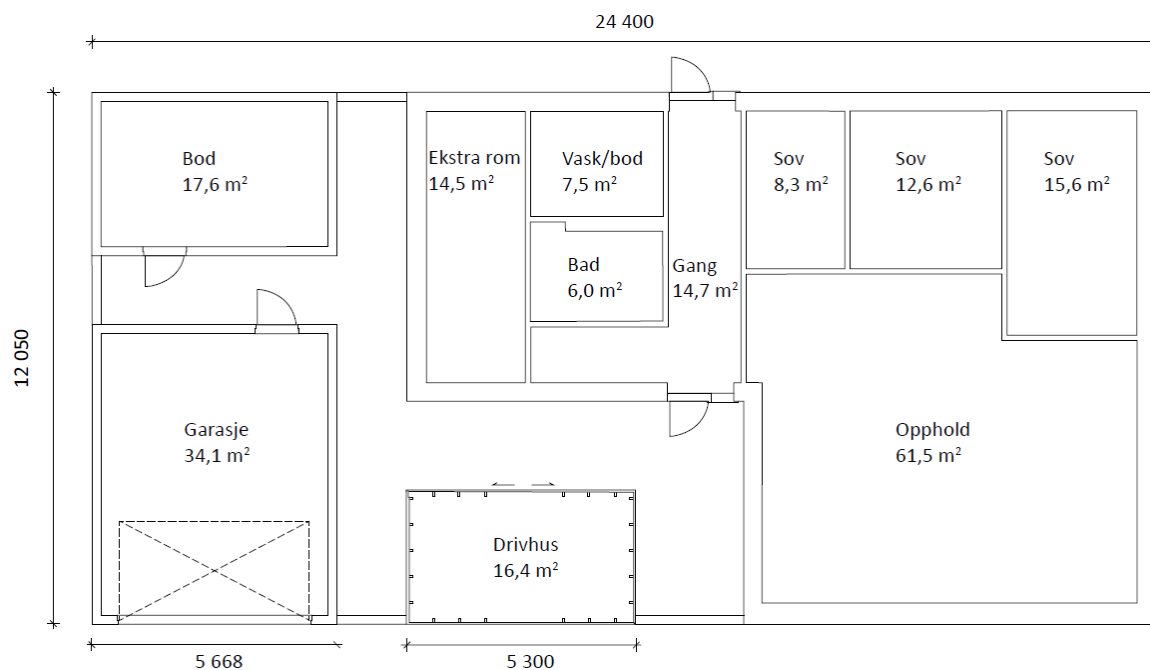 24 400
Bod
17,6 m²
Ekstra rom
14,5 m²
Vask/bod
7,5 m²
Sov
8,3 m²
Sov
12,6 m²
Sov
15,6 m²
Bad
6,0 m²
Gang
14,7 m²
12 050
Garasje
34,1 m²
Opphold
61,5 m²
Drivhus
16,4 m²
5 668
5 300